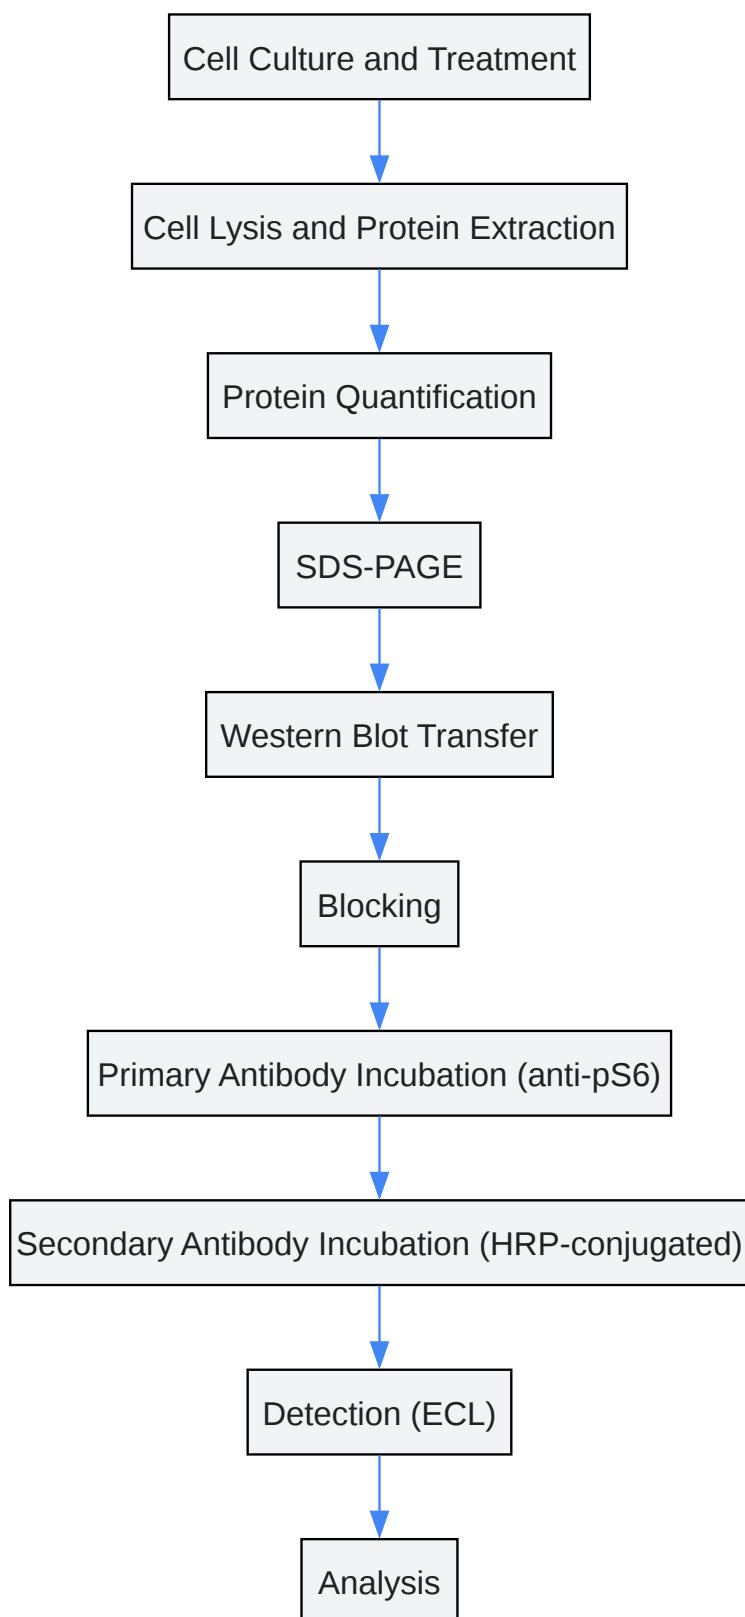 Cell Culture and Treatment
Cell Lysis and Protein Extraction
Protein Quantification
SDS-PAGE
Western Blot Transfer
Blocking
Primary Antibody Incubation (anti-pS6)
Secondary Antibody Incubation (HRP-conjugated)
Detection (ECL)
Analysis